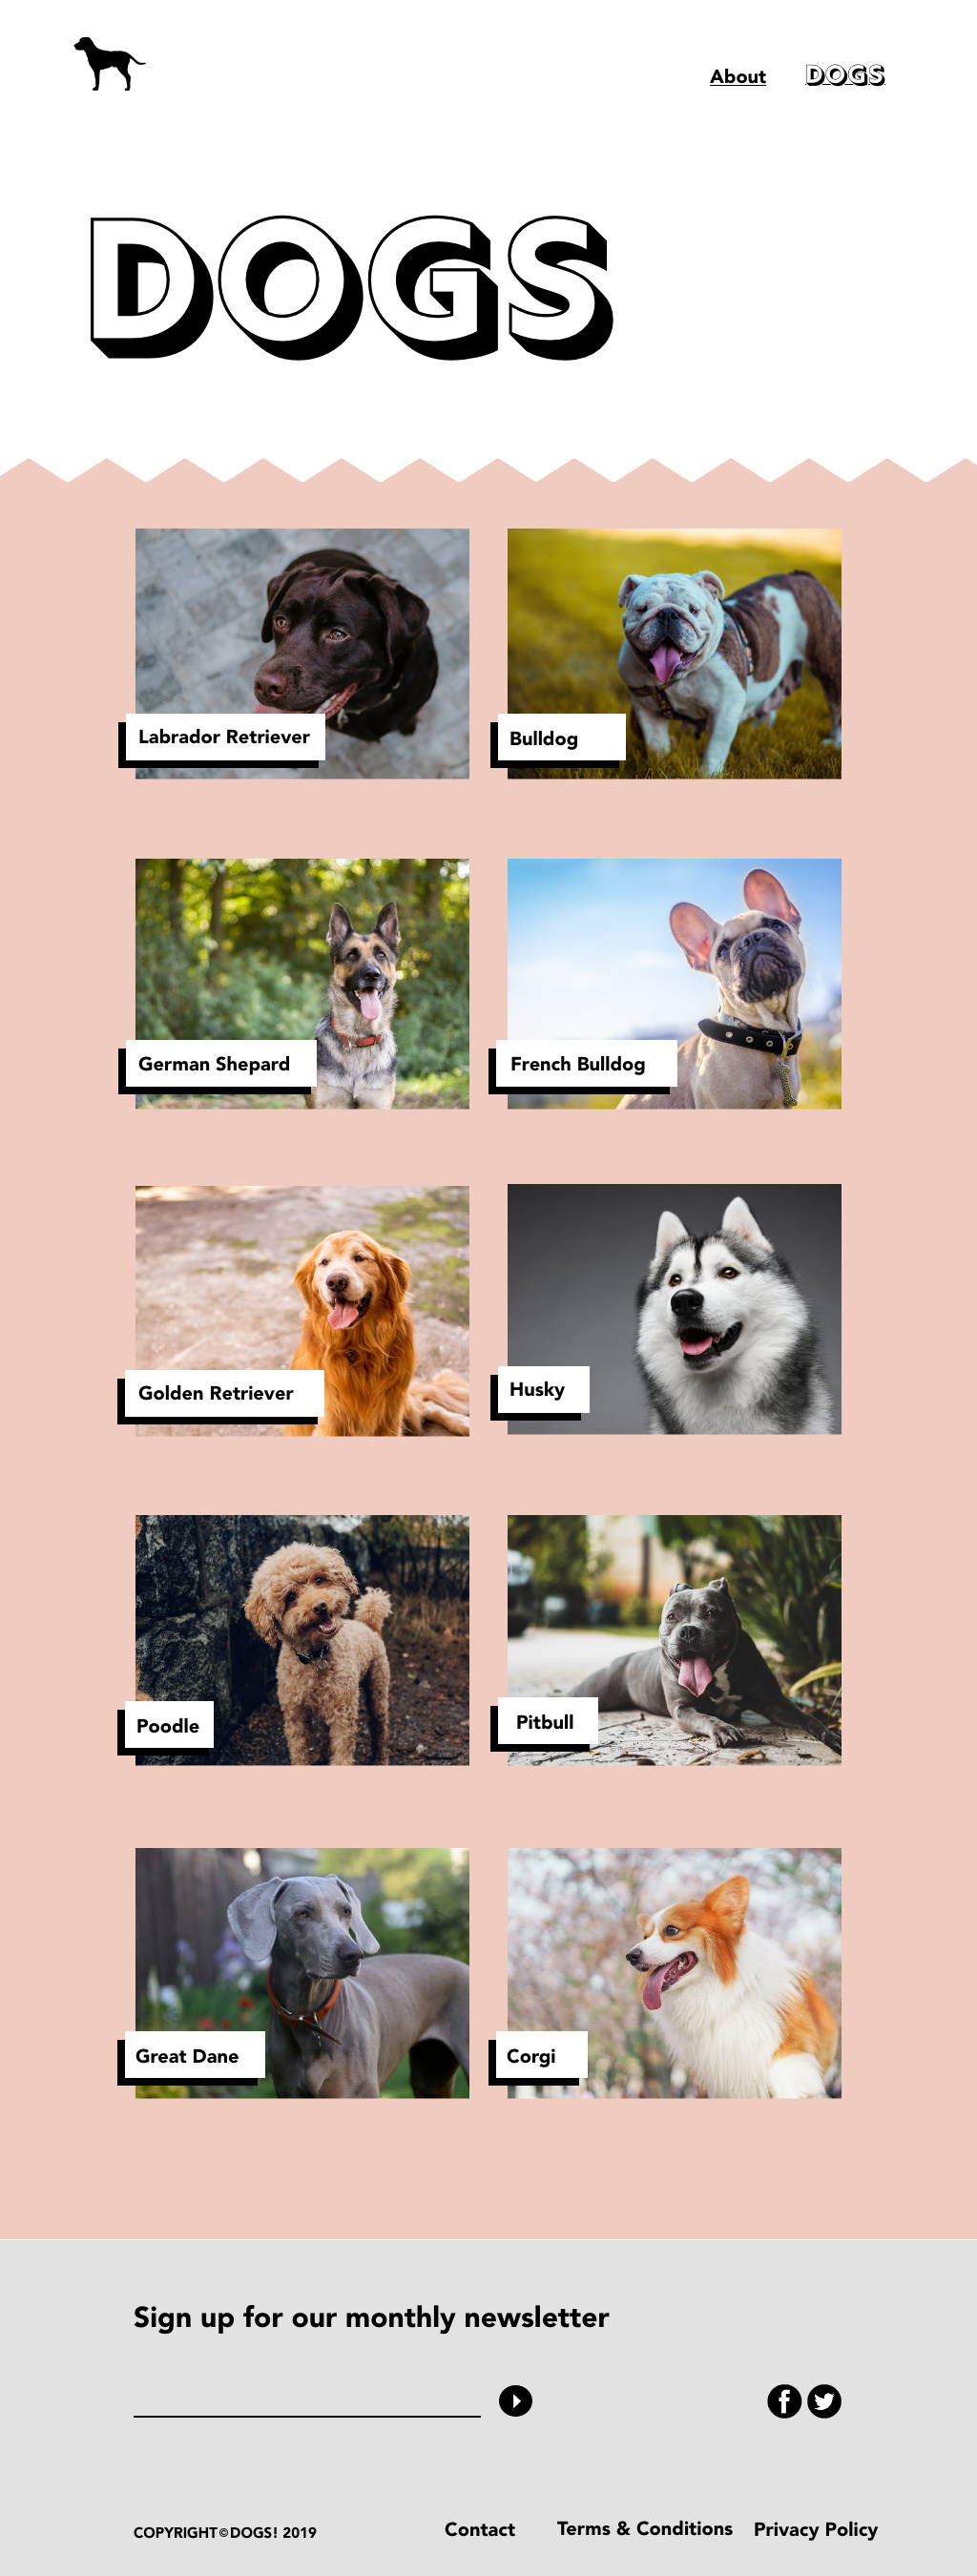 About DOGS
DOGS
Labrador Retriever
Bulldog
German Shepard
French Bulldog
Golden Retriever
Husky
Poodle
Pitbull
Great Dane
Corgi
Sign up for our monthly newsletter
COPYRIGHT©DOGS! 2019 Contact Terms & Conditions Privacy Policy